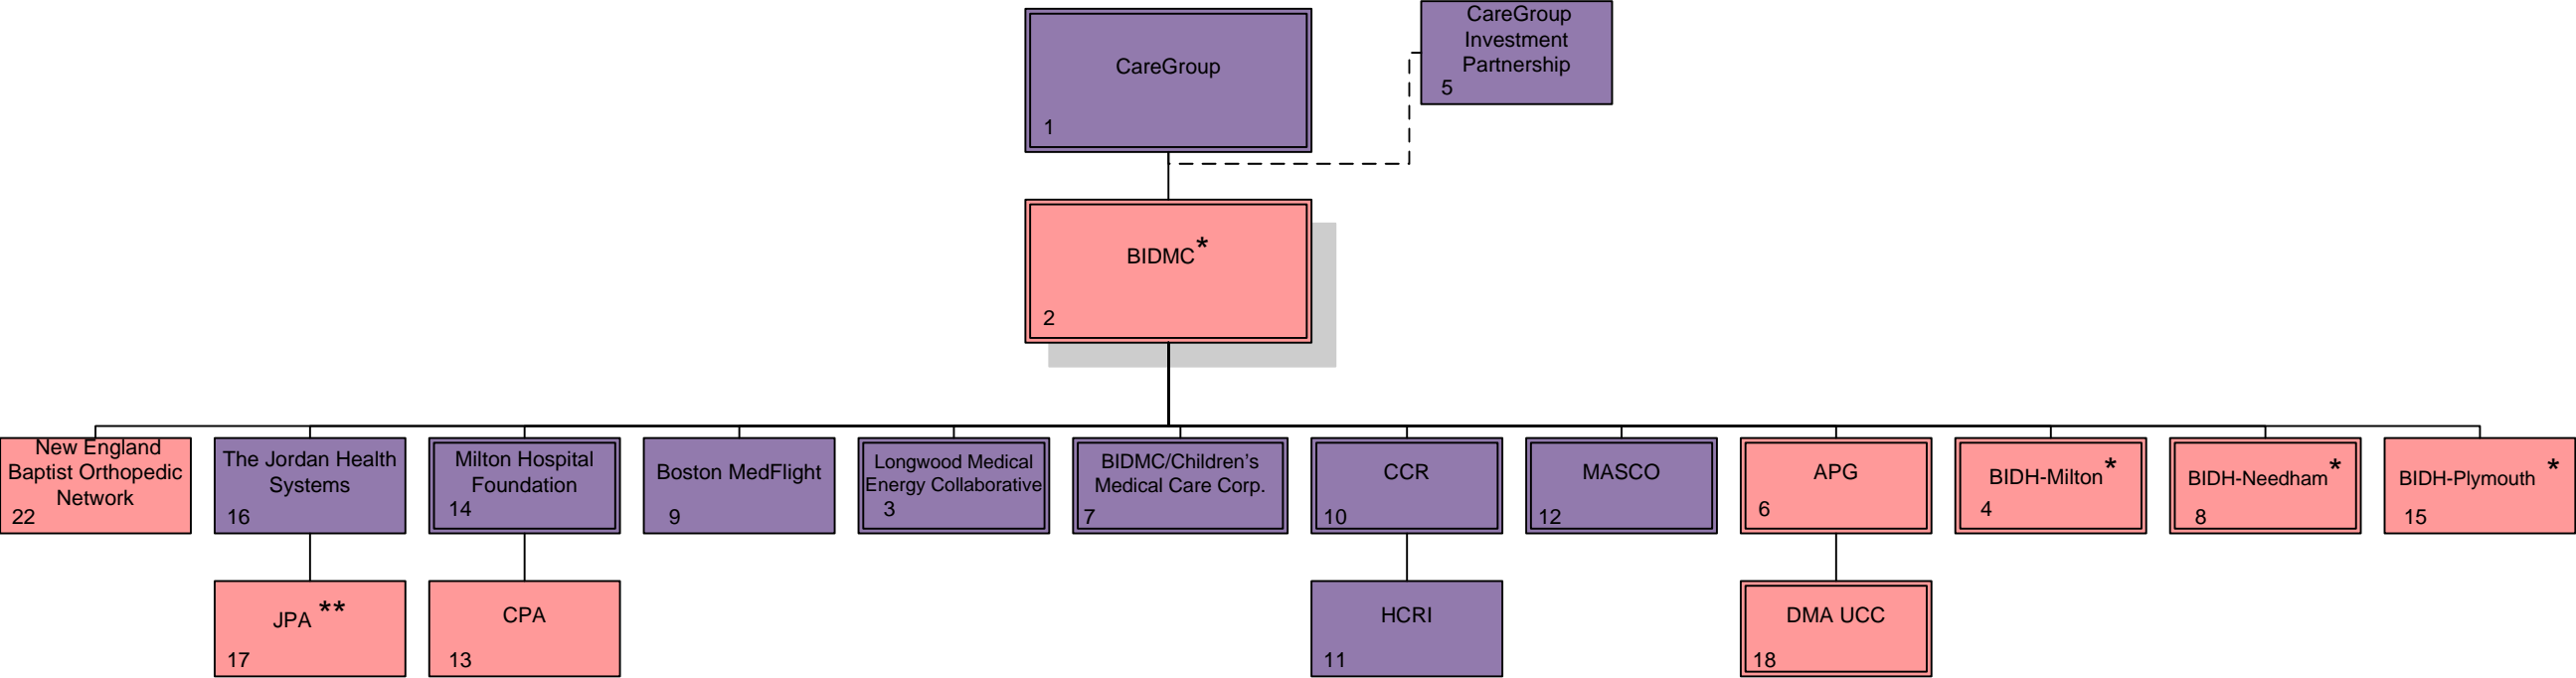 CareGroup
1
CareGroup
Investment
Partnership
5
BIDMC*
2
New England
Baptist Orthopedic
Network
22
The Jordan Health
Systems
16
Milton Hospital
Foundation
14
Boston MedFlight
9
Longwood Medical
Energy Collaborative
3
BIDMC/Children’s
Medical Care Corp.
7
CCR
10
MASCO
12
APG
6
BIDH-Milton*
4
BIDH-Needham*
8
BIDH-Plymouth *
15
JPA **
17
CPA
13
HCRI
11
DMA UCC
18